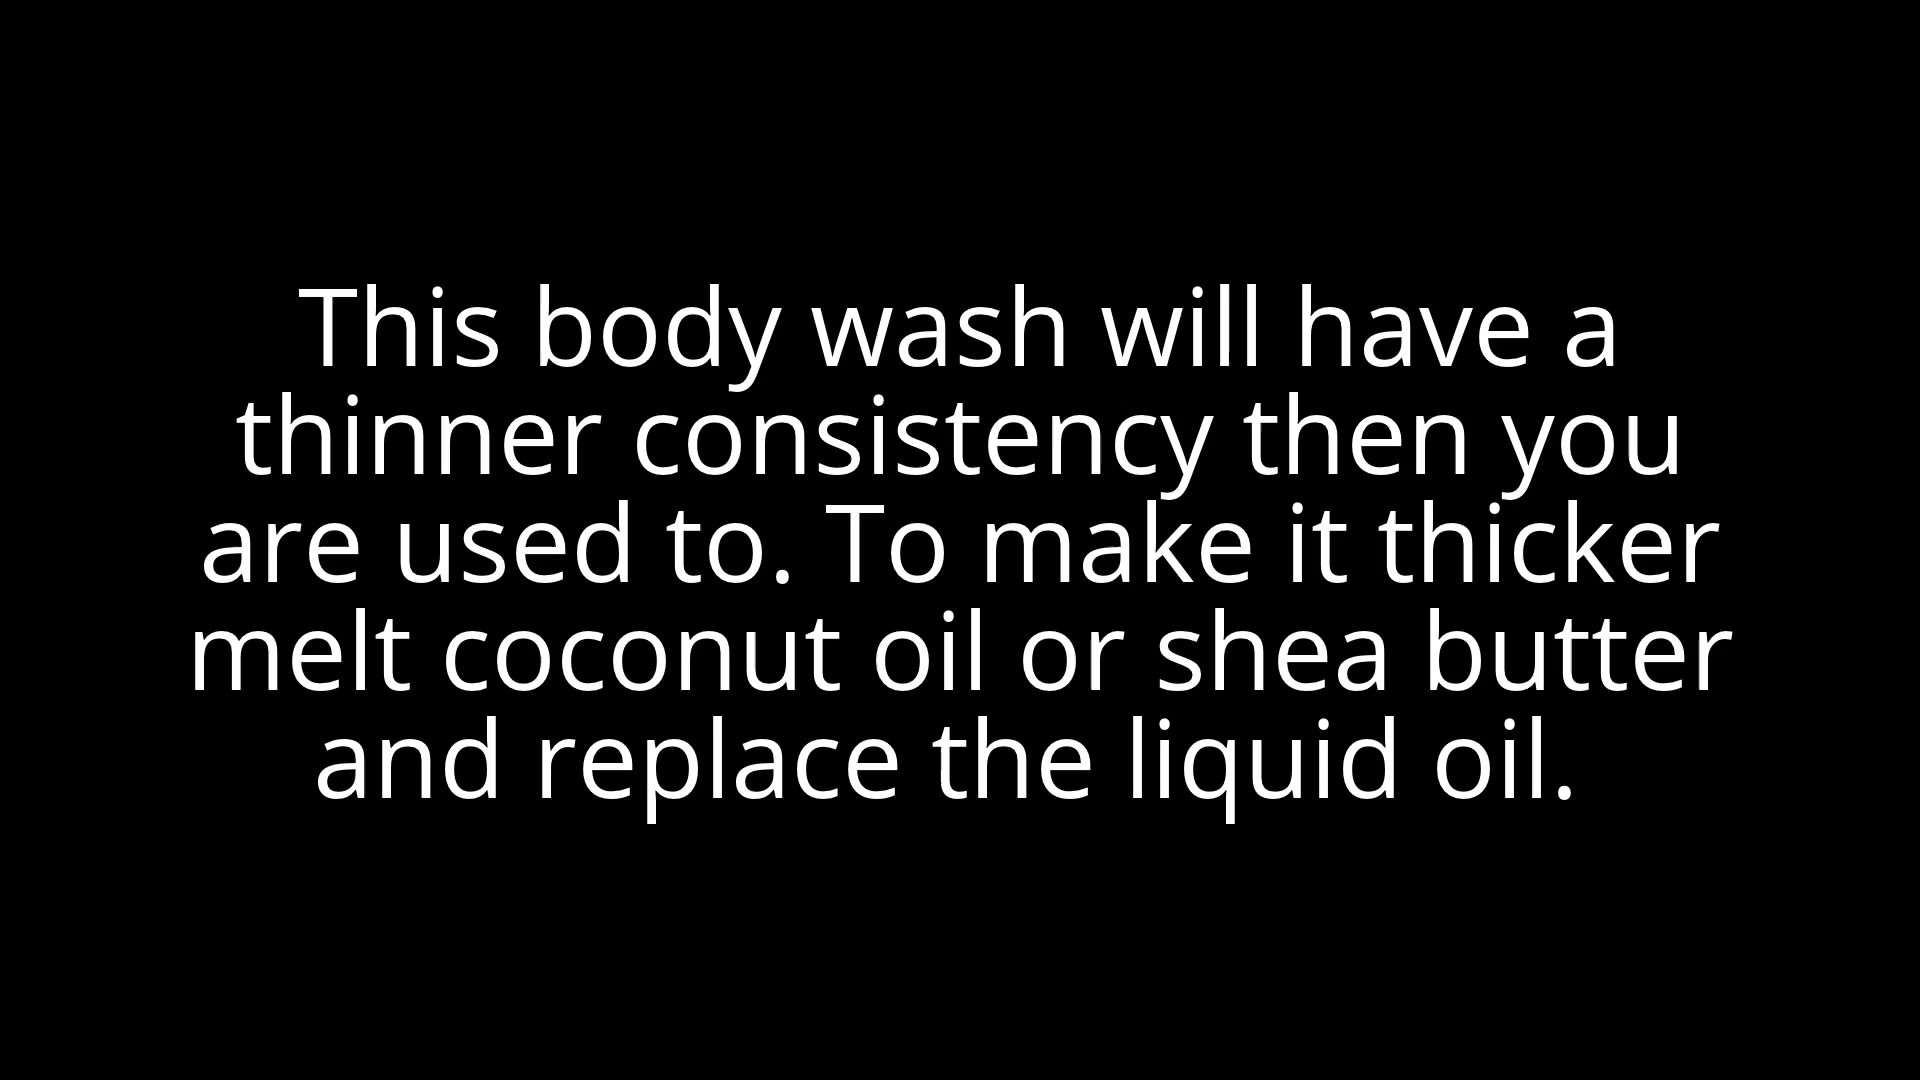 This body wash will have a
thinner consistency then you
are used to. To make it thicker
melt coconut oil or shea butter
and replace the liquid oil.